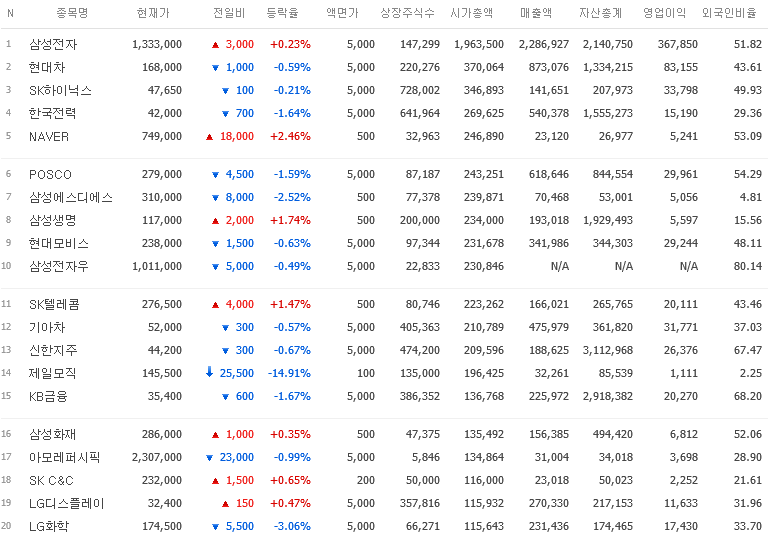 N 종목명 현재가 전일비 등락율 액면가 상장주식수 시가총액 매출액 자산총계 영업이익 외국인비율
1 삼성전자 1,333,000 ▲ 3,000 +0.23% 5,000 147,299 1,963,500 2,286,927 2,140,750 367,850 51.82
2 현대차 168,000 ▼ 1,000 -0.59% 5,000 220,276 370,064 873,076 1,334,215 83,155 43.61
3 SK하이닉스 47,650 ▼ 100 -0.21% 5,000 728,002 346,893 141,651 207,973 33,798 49.93
4 한국전력 42,000 ▼ 700 -1.64% 5,000 641,964 269,625 540,378 1,555,273 15,190 29.36
5 NAVER 749,000 ▲ 18,000 +2.46% 500 32,963 246,890 23,120 26,977 5,241 53.09
6 POSCO 279,000 ▼ 4,500 -1.59% 5,000 87,187 243,251 618,646 844,554 29,961 54.29
7 삼성에스디에스 310,000 ▼ 8,000 -2.52% 500 77,378 239,871 70,468 53,001 5,056 4.81
8 삼성생명 117,000 ▲ 2,000 +1.74% 500 200,000 234,000 193,018 1,929,493 5,597 15.56
9 현대모비스 238,000 ▼ 1,500 -0.63% 5,000 97,344 231,678 341,986 344,303 29,244 48.11
10 삼성전자우 1,011,000 ▼ 5,000 -0.49% 5,000 22,833 230,846 N/A N/A N/A 80.14
11 SK텔레콤 276,500 ▲ 4,000 +1.47% 500 80,746 223,262 166,021 265,765 20,111 43.46
12 기아차 52,000 ▼ 300 -0.57% 5,000 405,363 210,789 475,979 361,820 31,771 37.03
13 신한지주 44,200 ▼ 300 -0.67% 5,000 474,200 209,596 188,625 3,112,968 26,376 67.47
14 제일모직 145,500 ↓ 25,500 -14.91% 100 135,000 196,425 32,261 85,539 1,111 2.25
15 KB금융 35,400 ▼ 600 -1.67% 5,000 386,352 136,768 225,972 2,918,382 20,270 68.20
16 삼성화재 286,000 ▲ 1,000 +0.35% 500 47,375 135,492 156,385 494,420 6,812 52.06
17 아모레퍼시픽 2,307,000 ▼ 23,000 -0.99% 5,000 5,846 134,864 31,004 34,018 3,698 28.90
18 SK C&C 232,000 ▲ 1,500 +0.65% 200 50,000 116,000 23,018 50,023 2,252 21.61
19 LG디스플레이 32,400 ▲ 150 +0.47% 5,000 357,816 115,932 270,330 217,153 11,633 31.96
20 LG화학 174,500 ▼ 5,500 -3.06% 5,000 66,271 115,643 231,436 174,465 17,430 33.70